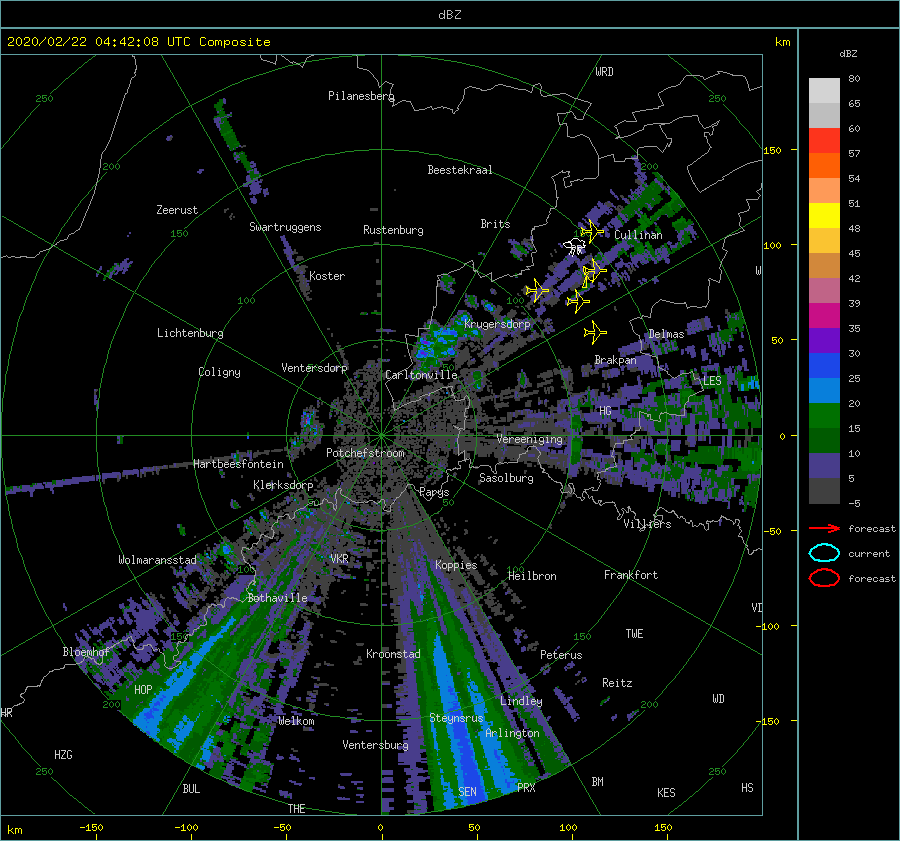 dBZ
2020/02/22 04:42:08 UTC Composite
km
dBZ
WRD
80
250
Pilanesberg
250
65
60
150
57
200
Beestekraal
200
54
Zeerust
51
Swartruggens
Rustenburg
Brits
150
Cullinan
48
100
W
45
Koster
42
100
100
39
Krugersdorp
35
Lichtenburg
Delmas
50
30
Coligny
Ventersdorp
Carltonville
Brakpan
LES
25
20
HG
15
Vereeniging
0
10
Potchefstroom
Hartbeesfontein
5
Klerksdorp
Parys
Sasolburg
50
50
-5
Villiers
forecast
-50
Wolmaransstad
VKR
Koppies
current
100
100
Heilbron
Frankfort
forecast
Bothaville
VD
-100
150
150
TWE
Bloemhof
Kroonstad
Peterus
HOP
Reitz
200
Lindley
200
WD
HR
Welkom
Steynsrus
-150
Arlington
HZG
Ventersburg
250
250
BUL
SEN
PRX
BM
KES
HS
THE
km
-150
-100
-50
0
50
100
150